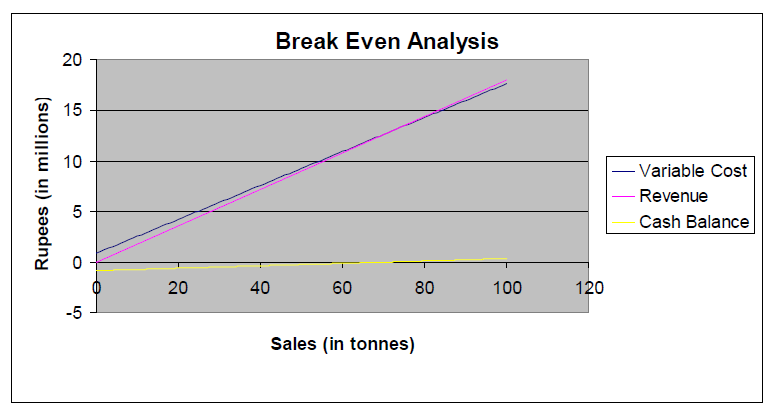 Break Even Analysis
20
15
10
5
0
-5
0 20 40 60 80 100 120
Rupees (in millions)
Sales (in tonnes)
Variable Cost
Revenue
Cash Balance